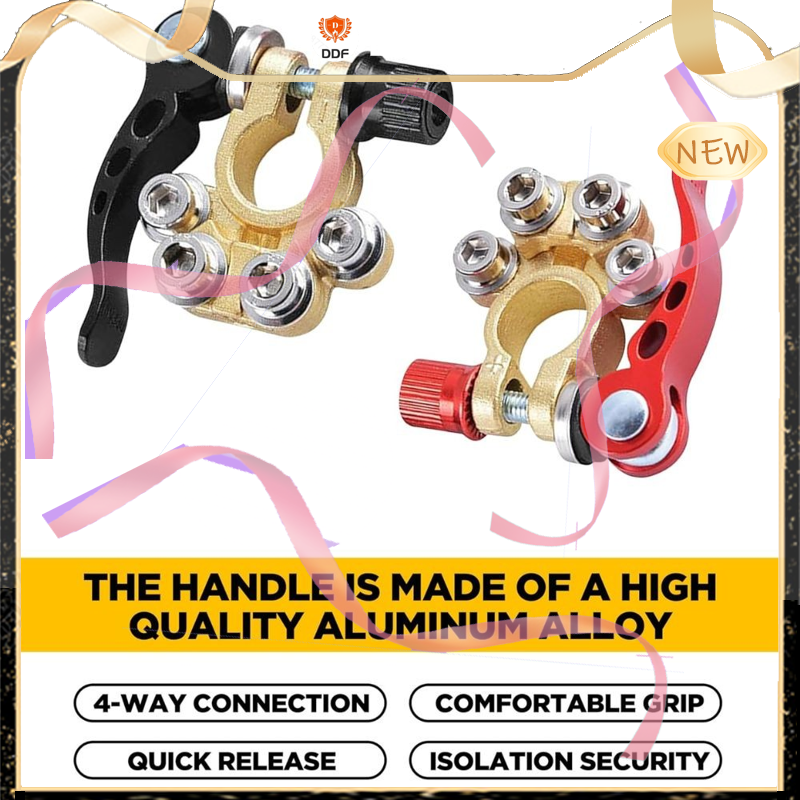 DDF
NEW
THE HANDLE IS MADE OF A HIGH
QUALITY ALUMINUM ALLOY
4-WAY CONNECTION
COMFORTABLE GRIP
QUICK RELEASE
ISOLATION SECURITY